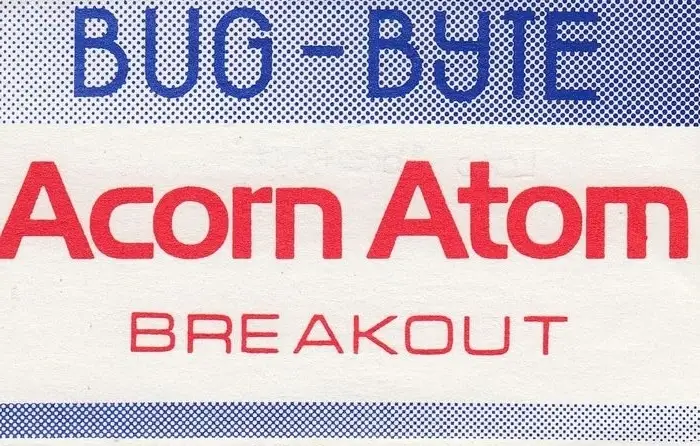 BUG-BYTE
Acorn Atom
BREAKOUT